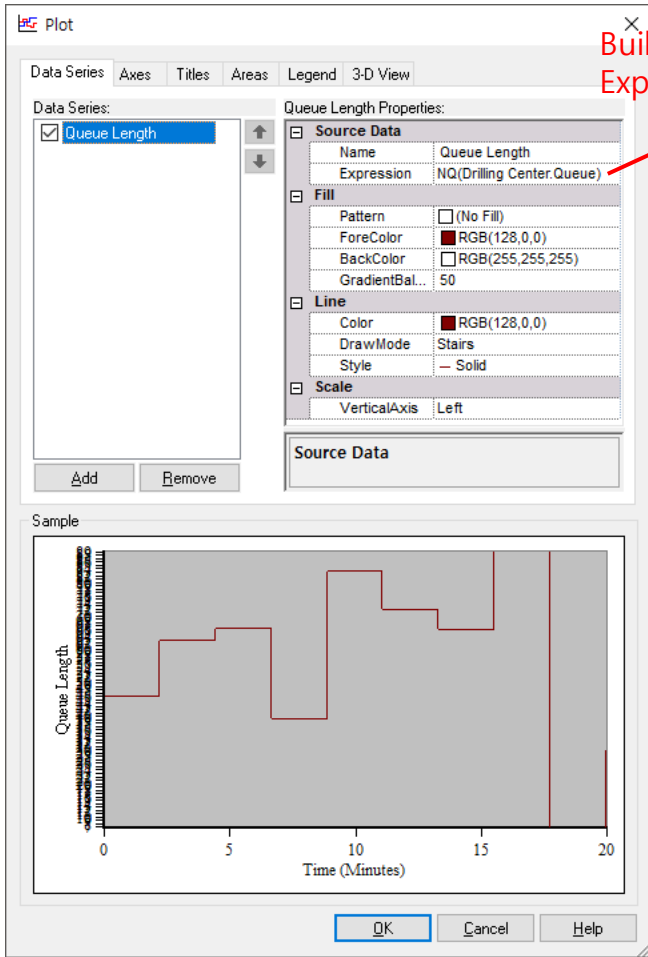 Plot
Buil
Exp
Data Series Axes Titles Areas Legend 3-D View
Data Series: Queue Length Properties:
Queue Length
Source Data
Name Queue Length
Expression NQ(Drilling Center.Queue)
Fill
Pattern (No Fill)
ForeColor RGB(128,0,0)
BackColor RGB(255,255,255)
GradientBal... 50
Line
Color RGB(128,0,0)
DrawMode Stairs
Style Solid
Scale
VerticalAxis Left
Source Data
Add Remove
Sample
Queue Length
0 5 10 15 20
Time (Minutes)
OK Cancel Help